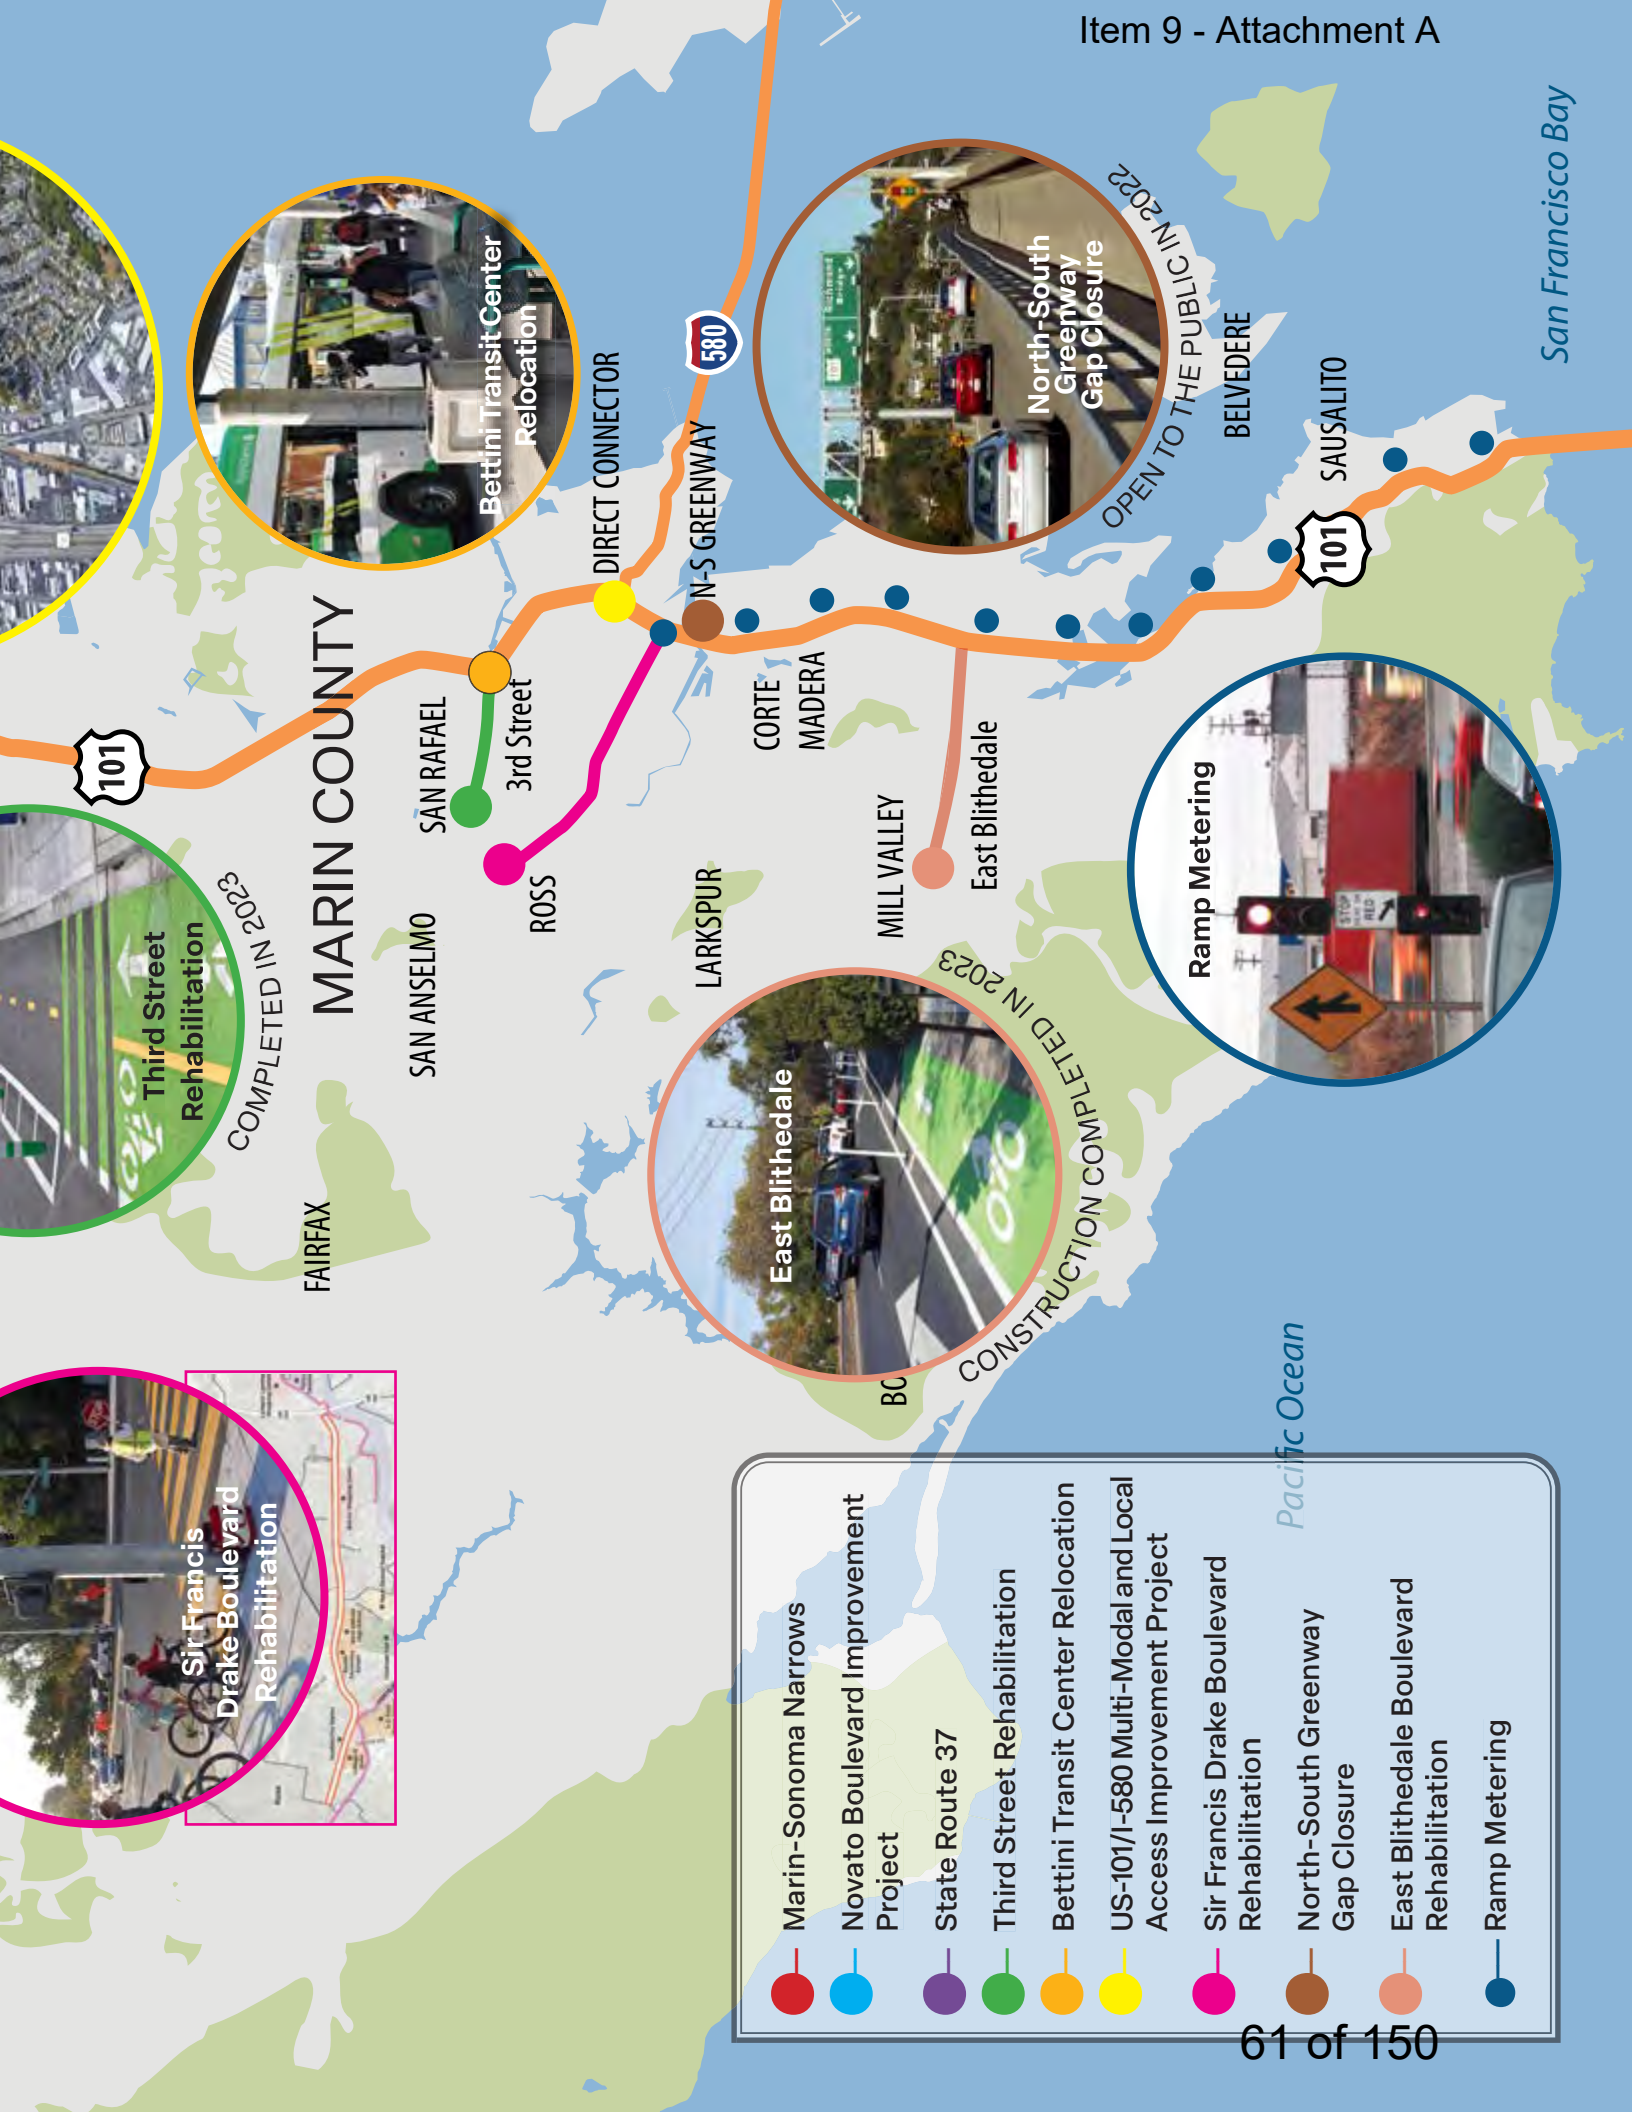 Item 9 - Attachment A
Third Street
Rehabilitation
COMPLETED IN 2023
Sir Francis
Drake Boulevard
Rehabilitation
101
MARIN COUNTY
Bettini Transit Center
Relocation
FAIRFAX
SAN ANSELMO
SAN RAFAEL
3rd Street
ROSS
DIRECT CONNECTOR
N-S GREENWAY
580
LARKSPUR
CORTE
MADERA
MILL VALLEY
East Blithedale
North-South
Greenway
Gap Closure
OPEN TO THE PUBLIC IN 2022
East Blithedale
CONSTRUCTION COMPLETED IN 2023
BO
BELVEDERE
SAUSALITO
101
Ramp Metering
STOP
RED
San Francisco Bay
Pacific Ocean
Marin-Sonoma Narrows
Novato Boulevard Improvement
Project
State Route 37
Third Street Rehabilitation
Bettini Transit Center Relocation
US-101/I-580 Multi-Modal and Local
Access Improvement Project
Sir Francis Drake Boulevard
Rehabilitation
North-South Greenway
Gap Closure
East Blithedale Boulevard
Rehabilitation
Ramp Metering
61 of 150